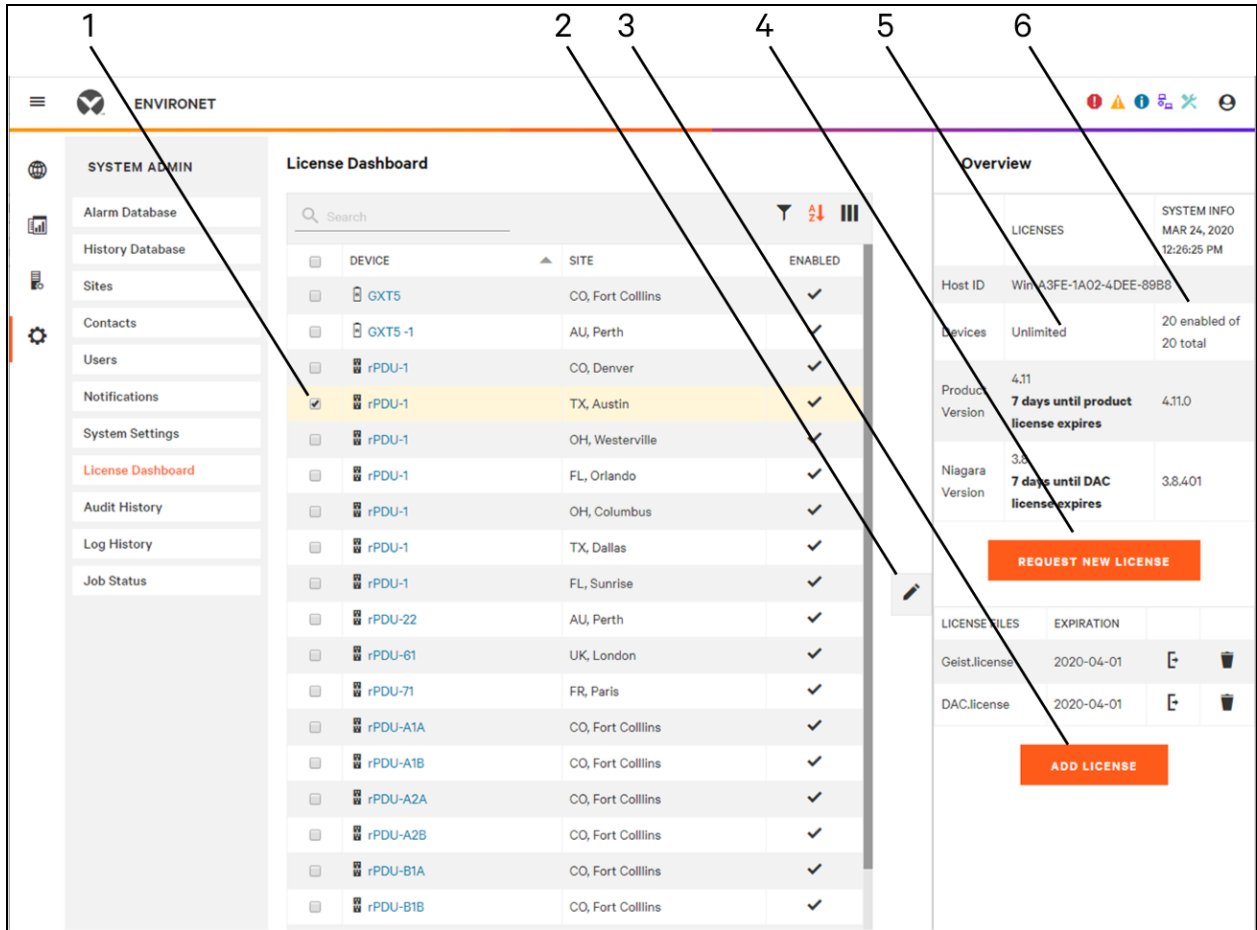 1 2 3 4 5 6
ENVIRONET
SYSTEM ADMIN
Alarm Database
History Database
Sites
Contacts
Users
Notifications
System Settings
License Dashboard
Audit History
Log History
Job Status
License Dashboard
Search
DEVICE SITE ENABLED
GXT5 CO, Fort Colllins
GXT5 -1 AU, Perth
rPDU-1 CO, Denver
rPDU-1 TX, Austin
rPDU-1 OH, Westerville
rPDU-1 FL, Orlando
rPDU-1 OH, Columbus
rPDU-1 TX, Dallas
rPDU-1 FL, Sunrise
rPDU-22 AU, Perth
rPDU-61 UK, London
rPDU-71 FR, Paris
rPDU-A1A CO, Fort Colllins
rPDU-A1B CO, Fort Colllins
rPDU-A2A CO, Fort Colllins
rPDU-A2B CO, Fort Colllins
rPDU-B1A CO, Fort Colllins
rPDU-B1B CO, Fort Colllins
Overview
LICENSES
SYSTEM INFO
MAR 24, 2020
12:26:25 PM
Host ID Win-A3FE-1A02-4DEE-89B8
Devices Unlimited
20 enabled of
20 total
Product
Version
4.11
7 days until product
license expires
4.11.0
Niagara
Version
3.8
7 days until DAC
license expires
3.8.401
REQUEST NEW LICENSE
LICENSE FILES EXPIRATION
Geist.license 2020-04-01
DAC.license 2020-04-01
ADD LICENSE